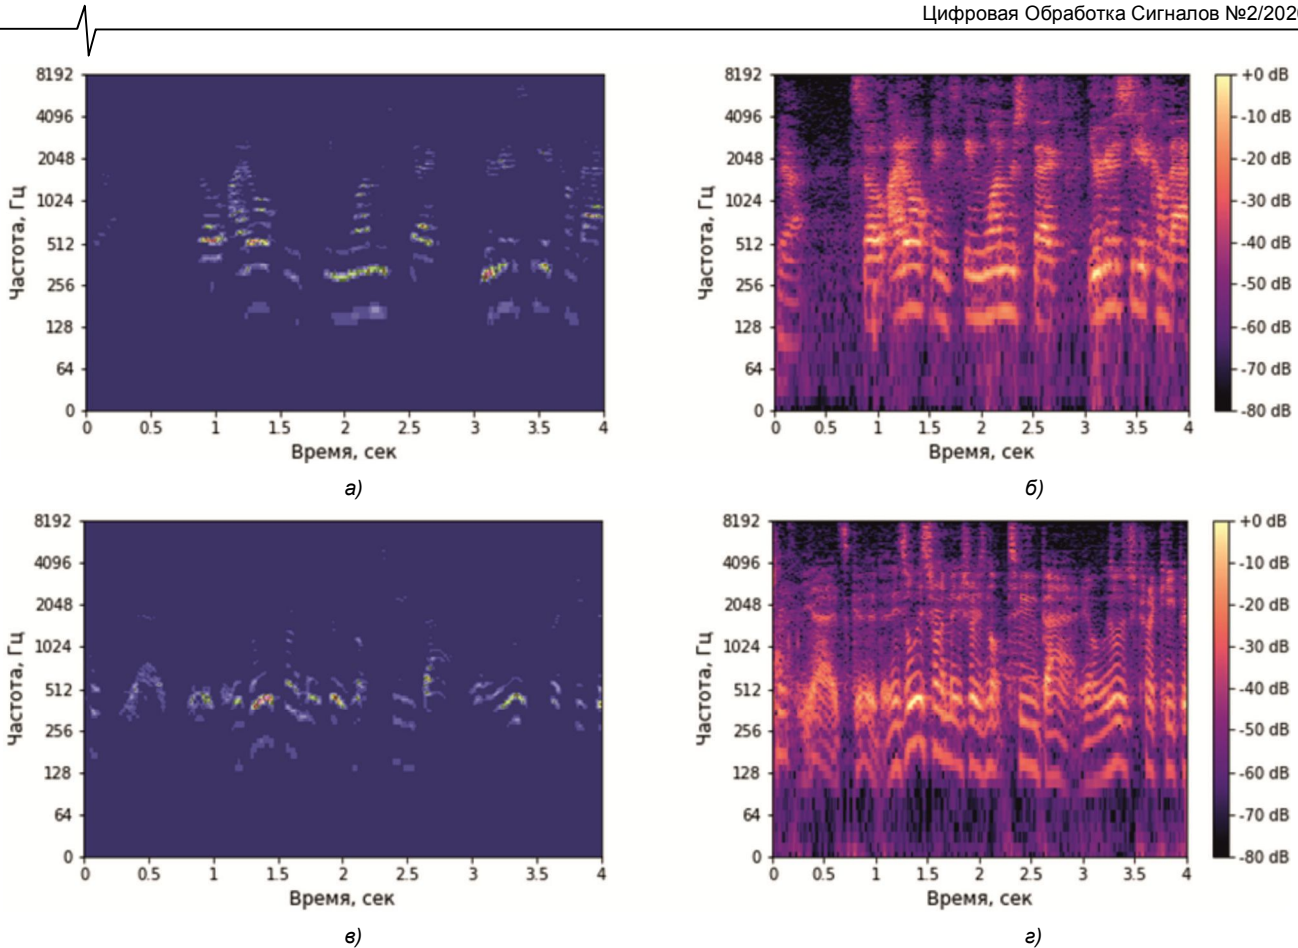 Цифровая Обработка Сигналов №2/202
8192
4096
2048
1024
512
256
128
64
0
Частота, Гц
0 0.5 1 1.5 2 2.5 3 3.5 4
Время, сек
а)
8192
4096
2048
1024
512
256
128
64
0
Частота, Гц
0 0.5 1 1.5 2 2.5 3 3.5 4
Время, сек
+0 dB
-10 dB
-20 dB
-30 dB
-40 dB
-50 dB
-60 dB
-70 dB
-80 dB
б)
8192
4096
2048
1024
512
256
128
64
0
Частота, Гц
0 0.5 1 1.5 2 2.5 3 3.5 4
Время, сек
в)
8192
4096
2048
1024
512
256
128
64
0
Частота, Гц
0 0.5 1 1.5 2 2.5 3 3.5 4
Время, сек
+0 dB
-10 dB
-20 dB
-30 dB
-40 dB
-50 dB
-60 dB
-70 dB
-80 dB
г)